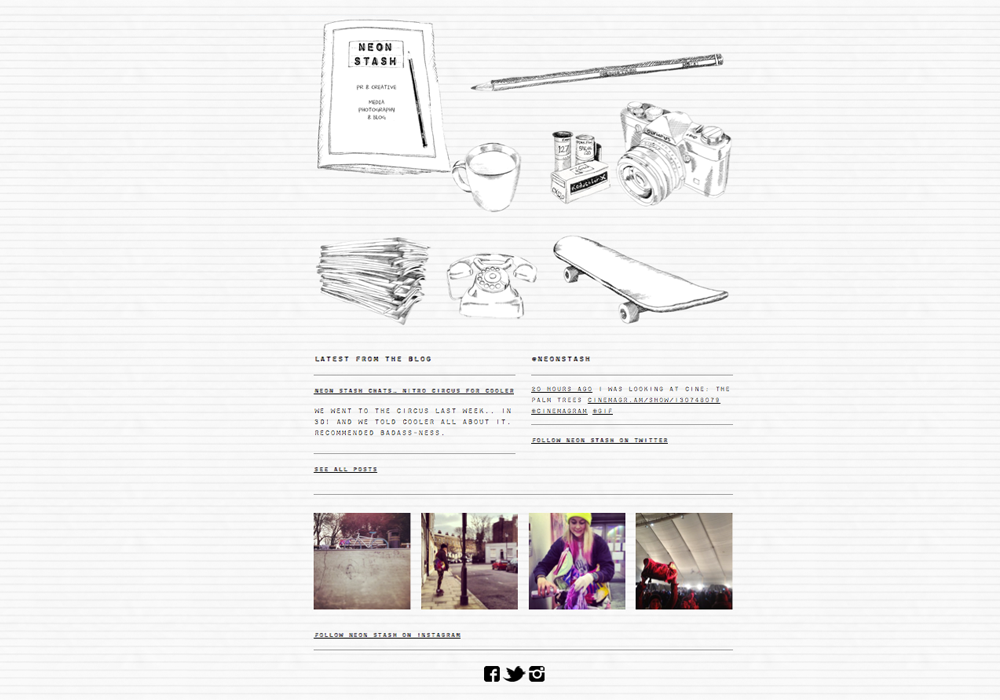 NEON
STASH
PR & CREATIVE
MEDIA
PHOTOGRAPHY
& BLOG
127
Kodacolor X
LATEST FROM THE BLOG
NEON STASH CHATS… NITRO CIRCUS FOR COOLER
WE WENT TO THE CIRCUS LAST WEEK.. IN
3D! AND WE TOLD COOLER ALL ABOUT IT.
RECOMMENDED BADASS-NESS.
SEE ALL POSTS
@NEONSTASH
20 HOURS AGO I WAS LOOKING AT CINE: THE
PALM TREES CINEMAGR.AM/SHOW/130748079
@CINEMAGRAM #GIF
FOLLOW NEON STASH ON TWITTER
FOLLOW NEON STASH ON INSTAGRAM